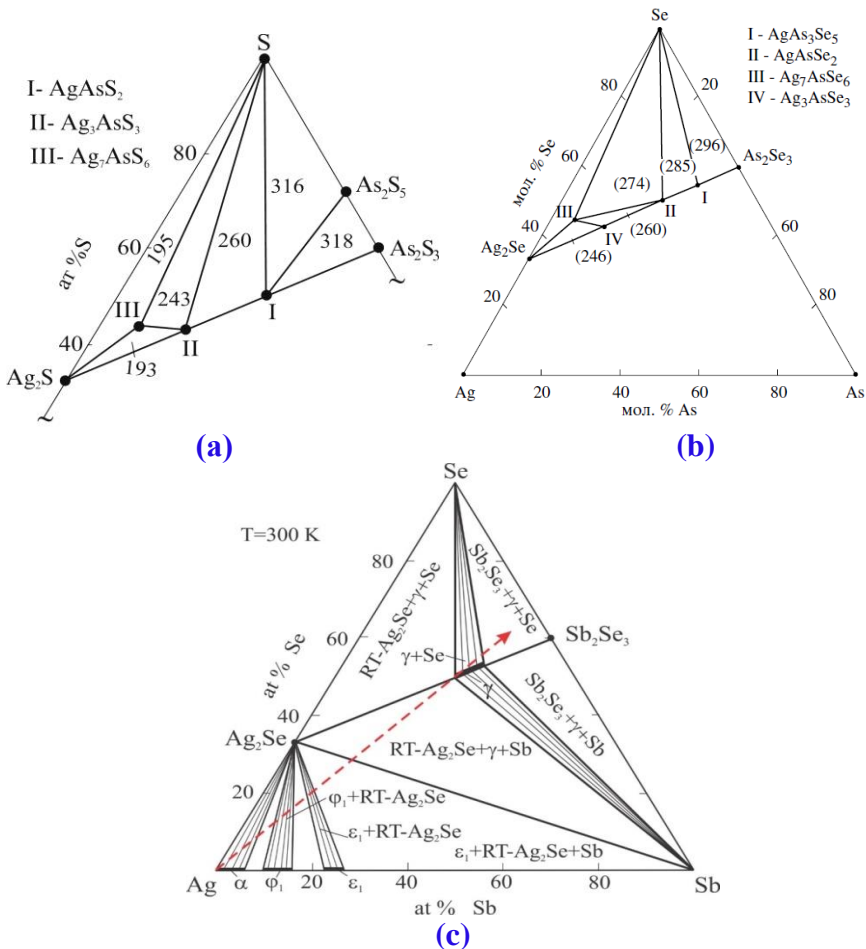 S
I- AgAsS₂
II- Ag₃AsS₃
III- Ag₇AsS₆
80
316
As₂S₅
ат %S
60
195
260
318
As₂S₃
III
243
I
II
40
193
Ag₂S
~
~
(a)
Se
I - AgAs₃Se₅
II - AgAsSe₂
III - Ag₇AsSe₆
IV - Ag₃AsSe₃
80
20
мол. % Se
60
(296)
As₂Se₃
(285)
(274)
I
III
II
40
(260)
IV
60
Ag₂Se
(246)
20
80
Ag
20
40
60
As
мол. % As
(b)
Se
T=300 K
80
RT-Ag₂Se+γ+Se
Sb₂Se₃+γ+Se
60
Sb₂Se₃
at % Se
γ+Se
γ
Sb₂Se₃+γ+Sb
40
Ag₂Se
RT-Ag₂Se+γ+Sb
20
φ₁+RT-Ag₂Se
ε₁+RT-Ag₂Se
ε₁+RT-Ag₂Se+Sb
Ag
α
φ₁
20
ε₁
40
60
80
Sb
at % Sb
(c)